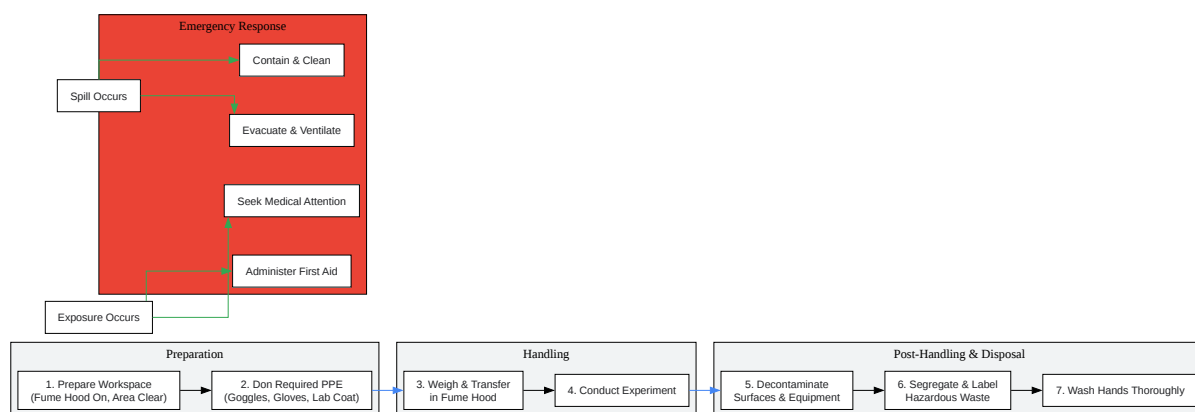 Emergency Response
Contain & Clean
Spill Occurs
Evacuate & Ventilate
Seek Medical Attention
Administer First Aid
Exposure Occurs
Preparation
1. Prepare Workspace
(Fume Hood On, Area Clear)
2. Don Required PPE
(Goggles, Gloves, Lab Coat)
Handling
3. Weigh & Transfer
in Fume Hood
4. Conduct Experiment
Post-Handling & Disposal
5. Decontaminate
Surfaces & Equipment
6. Segregate & Label
Hazardous Waste
7. Wash Hands Thoroughly